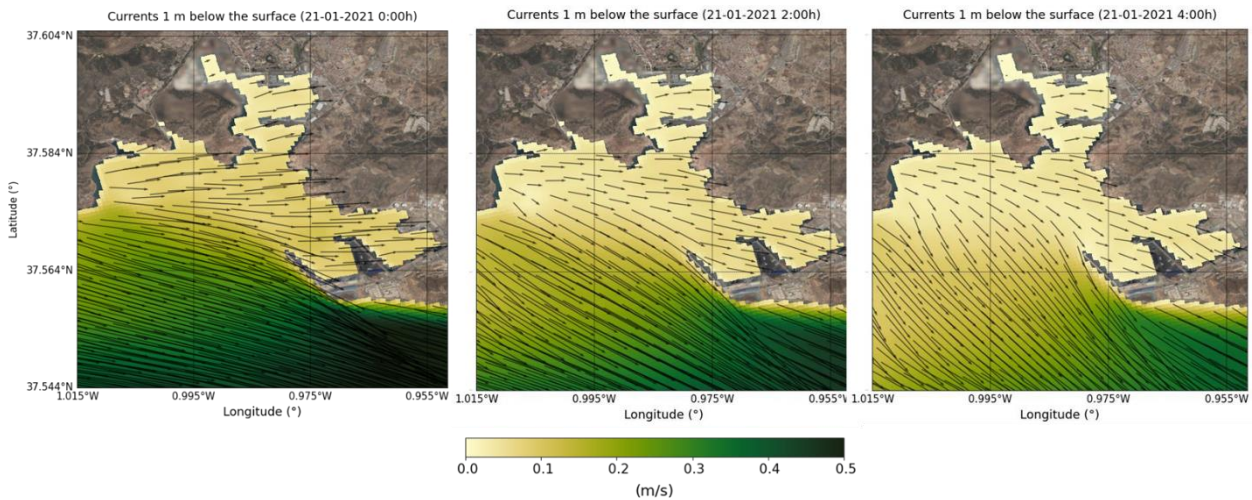 Currents 1 m below the surface (21-01-2021 0:00h)
Currents 1 m below the surface (21-01-2021 2:00h)
Currents 1 m below the surface (21-01-2021 4:00h)
37.604°N
37.584°N
37.564°N
37.544°N
Latitude (°)
1.015°W 0.995°W 0.975°W 0.955°W
Longitude (°)
1.015°W 0.995°W 0.975°W 0.955°W
Longitude (°)
1.015°W 0.995°W 0.975°W 0.955°W
Longitude (°)
0.0 0.1 0.2 0.3 0.4 0.5
(m/s)